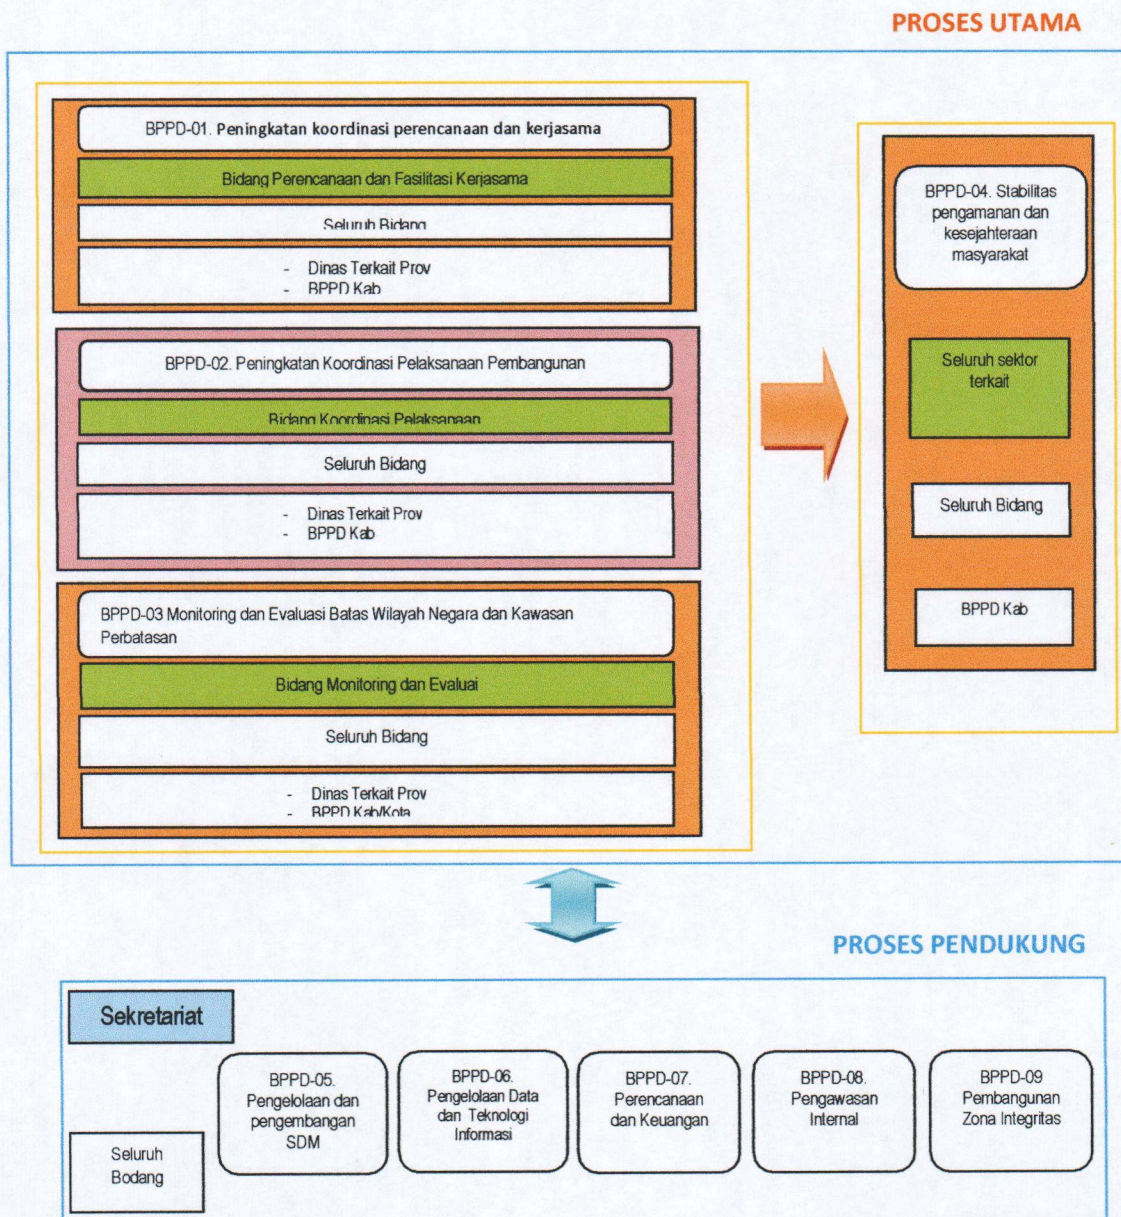 PROSES UTAMA
BPPD-01. Peningkatan koordinasi perencanaan dan kerjasama
Bidang Perencanaan dan Fasilitasi Kerjasama
Seluruh Bidang
- Dinas Terkait Prov
- BPPD Kab
BPPD-02. Peningkatan Koordinasi Pelaksanaan Pembangunan
Bidang Koordinasi Pelaksanaan
Seluruh Bidang
- Dinas Terkait Prov
- BPPD Kab
BPPD-03 Monitoring dan Evaluasi Batas Wilayah Negara dan Kawasan
Perbatasan
Bidang Monitoring dan Evaluai
Seluruh Bidang
- Dinas Terkait Prov
- BPPD Kab/Kota
BPPD-04. Stabilitas
pengamanan dan
kesejahteraan
masyarakat
Seluruh sektor
terkait
Seluruh Bidang
BPPD Kab
PROSES PENDUKUNG
Sekretariat
Seluruh
Bodang
BPPD-05.
Pengelolaan dan
pengembangan
SDM
BPPD-06.
Pengelolaan Data
dan Teknologi
Informasi
BPPD-07.
Perencanaan
dan Keuangan
BPPD-08.
Pengawasan
Internal
BPPD-09
Pembangunan
Zona Integritas